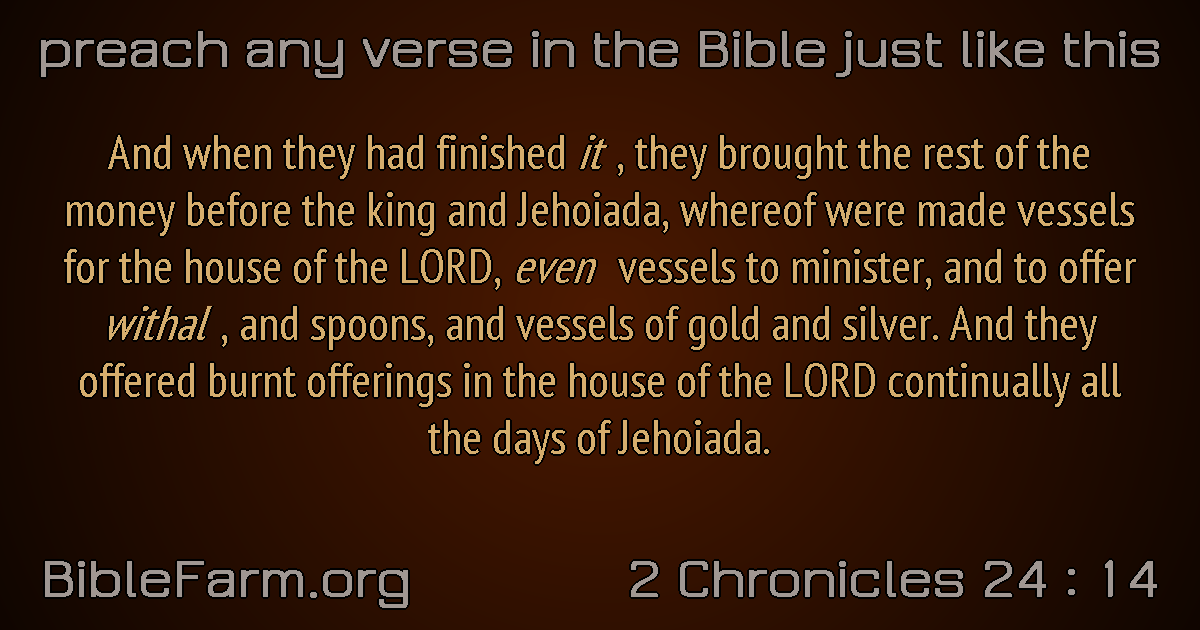 preach any verse in the Bible just like this
And when they had finished it , they brought the rest of the
money before the king and Jehoiada, whereof were made vessels
for the house of the LORD, even vessels to minister, and to offer
withal , and spoons, and vessels of gold and silver. And they
offered burnt offerings in the house of the LORD continually all
the days of Jehoiada.
BibleFarm.org
2 Chronicles 24 : 14